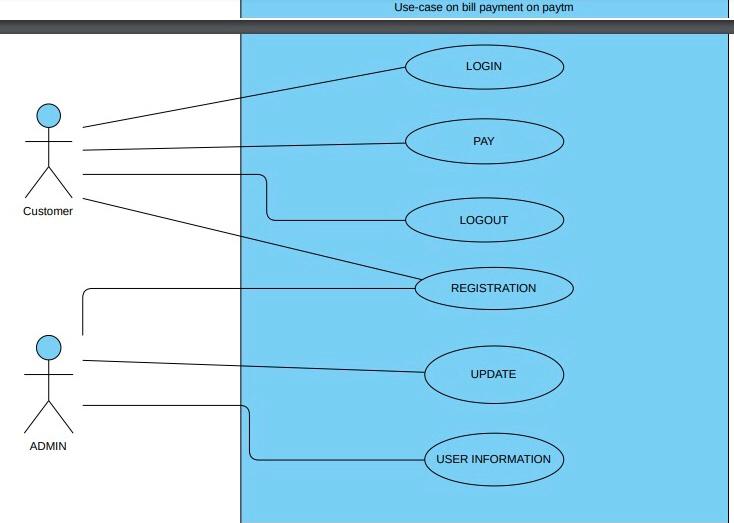 Use-case on bill payment on paytm
LOGIN
PAY
LOGOUT
Customer
REGISTRATION
UPDATE
ADMIN
USER INFORMATION